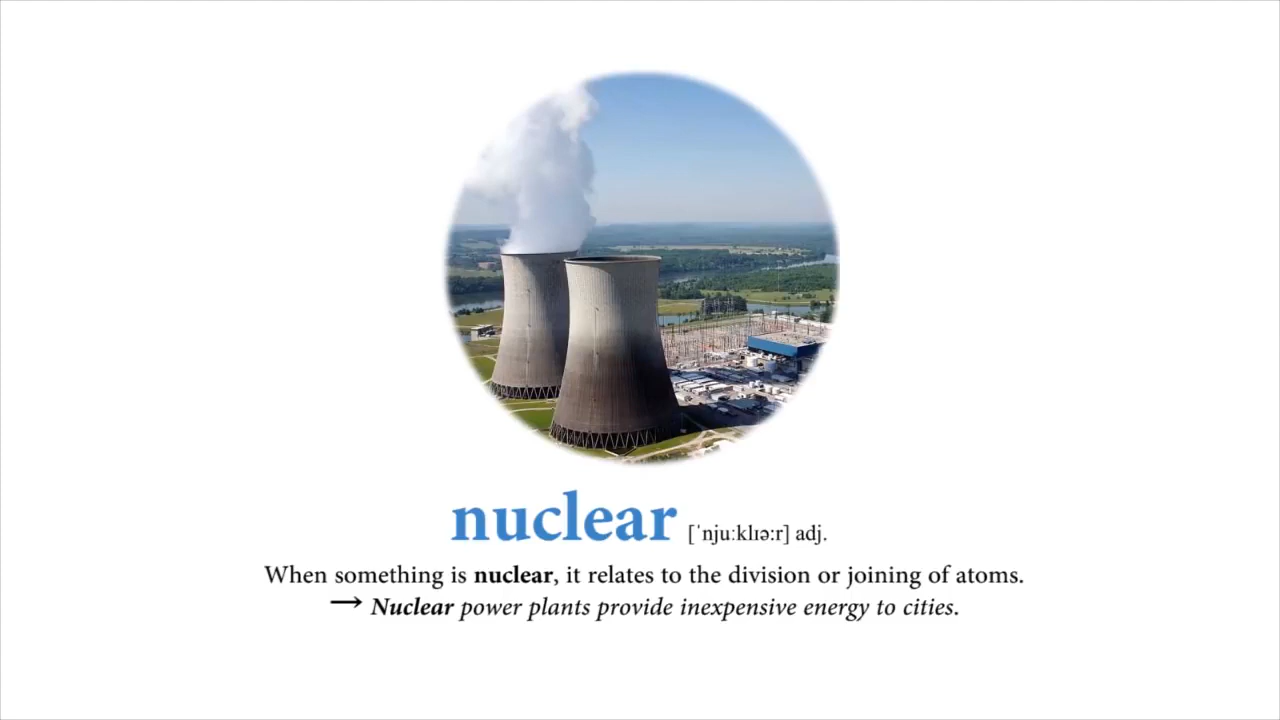 nuclear [ˈnjuːklɪə:r] adj.
When something is nuclear, it relates to the division or joining of atoms.
→ Nuclear power plants provide inexpensive energy to cities.